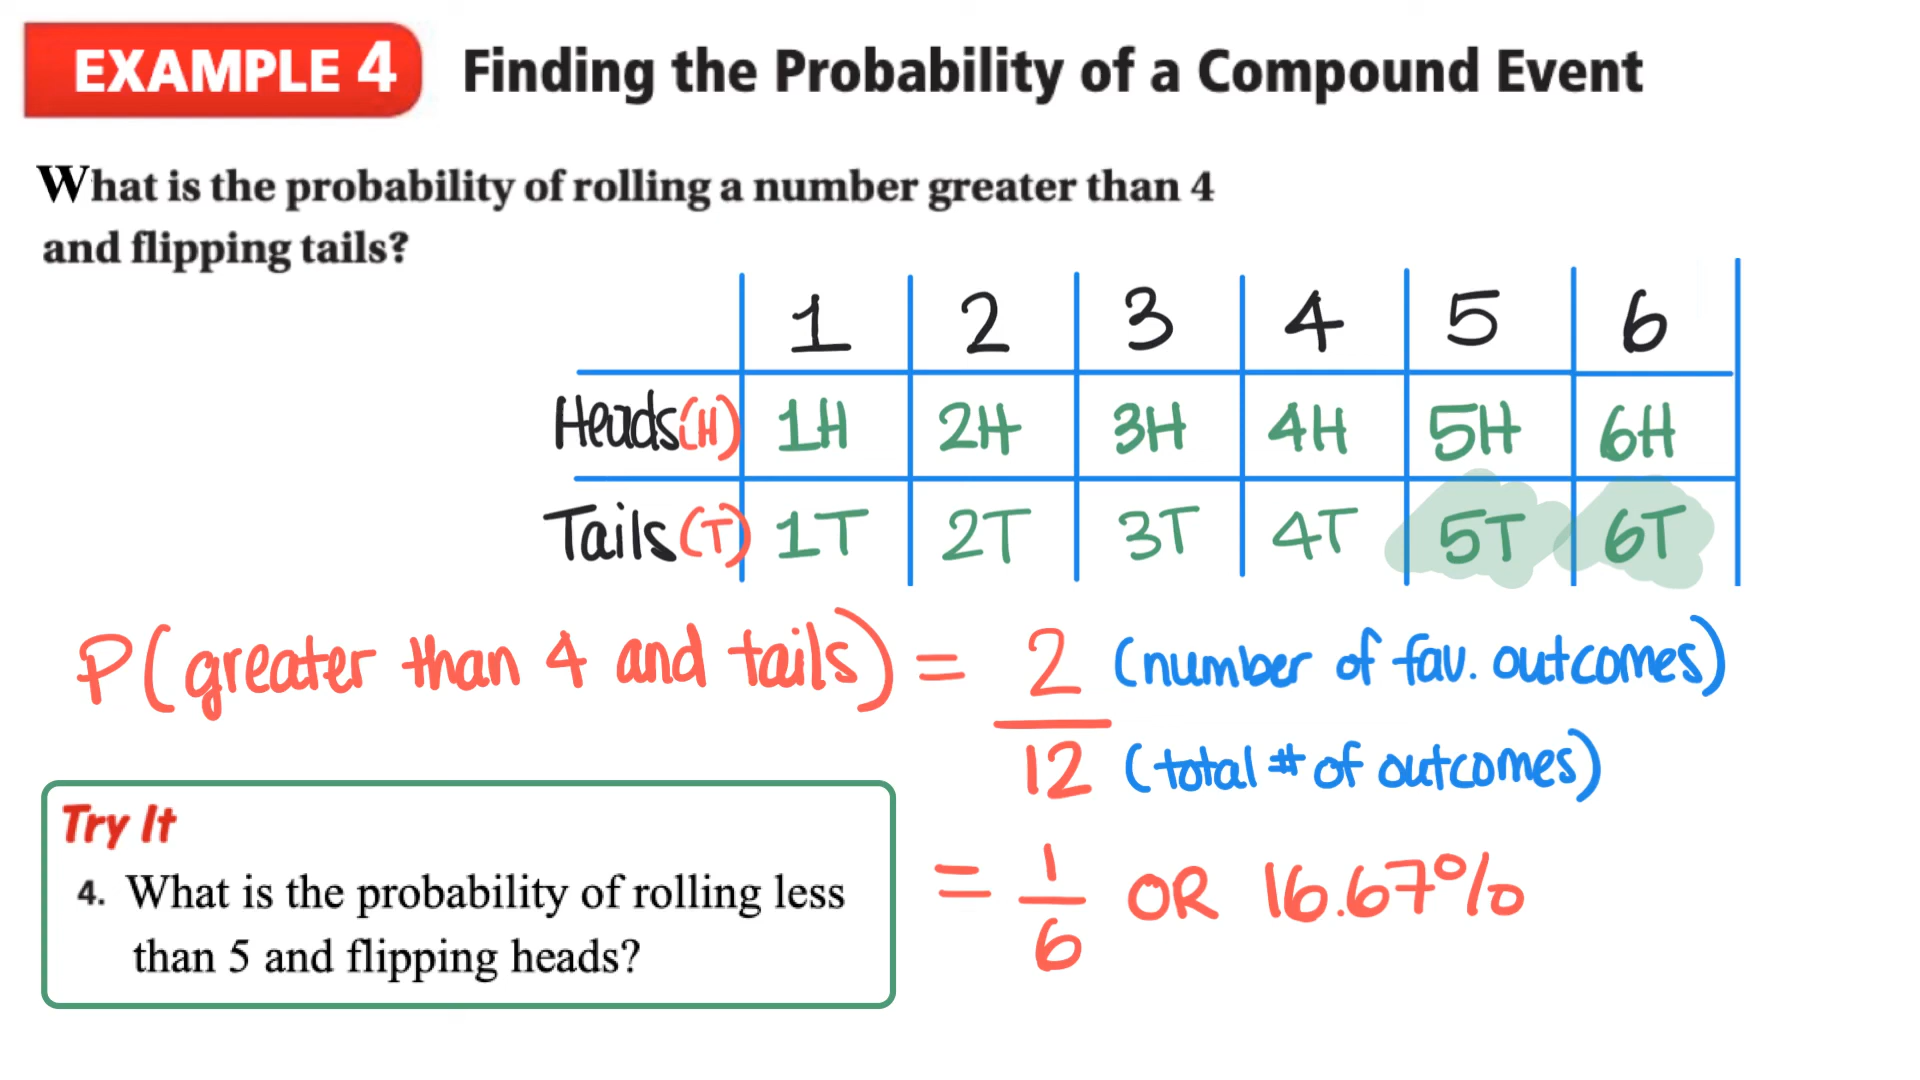 EXAMPLE 4 Finding the Probability of a Compound Event
What is the probability of rolling a number greater than 4
and flipping tails?
1 2 3 4 5 6
Heads (H) 1H 2H 3H 4H 5H 6H
Tails (T) 1T 2T 3T 4T 5T 6T
P(greater than 4 and tails) = 2 (number of fav. outcomes)
12 (total # of outcomes)
= 1/6 OR 16.67%
Try It
4. What is the probability of rolling less
than 5 and flipping heads?